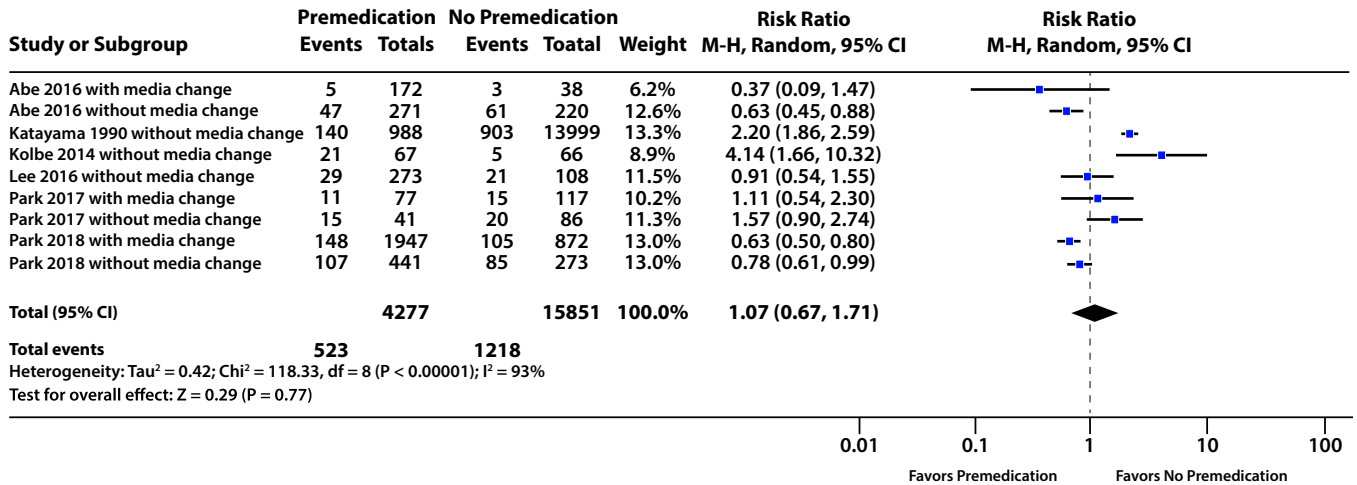 Premedication No Premedication Risk Ratio Risk Ratio
Study or Subgroup Events Totals Events Toatal Weight M-H, Random, 95% CI M-H, Random, 95% CI
Abe 2016 with media change 5 172 3 38 6.2% 0.37 (0.09, 1.47)
Abe 2016 without media change 47 271 61 220 12.6% 0.63 (0.45, 0.88)
Katayama 1990 without media change 140 988 903 13999 13.3% 2.20 (1.86, 2.59)
Kolbe 2014 without media change 21 67 5 66 8.9% 4.14 (1.66, 10.32)
Lee 2016 without media change 29 273 21 108 11.5% 0.91 (0.54, 1.55)
Park 2017 with media change 11 77 15 117 10.2% 1.11 (0.54, 2.30)
Park 2017 without media change 15 41 20 86 11.3% 1.57 (0.90, 2.74)
Park 2018 with media change 148 1947 105 872 13.0% 0.63 (0.50, 0.80)
Park 2018 without media change 107 441 85 273 13.0% 0.78 (0.61, 0.99)
Total (95% CI) 4277 15851 100.0% 1.07 (0.67, 1.71)
Total events 523 1218
Heterogeneity: Tau² = 0.42; Chi² = 118.33, df = 8 (P < 0.00001); I² = 93%
Test for overall effect: Z = 0.29 (P = 0.77)
0.01 0.1 1 10 100
Favors Premedication Favors No Premedication